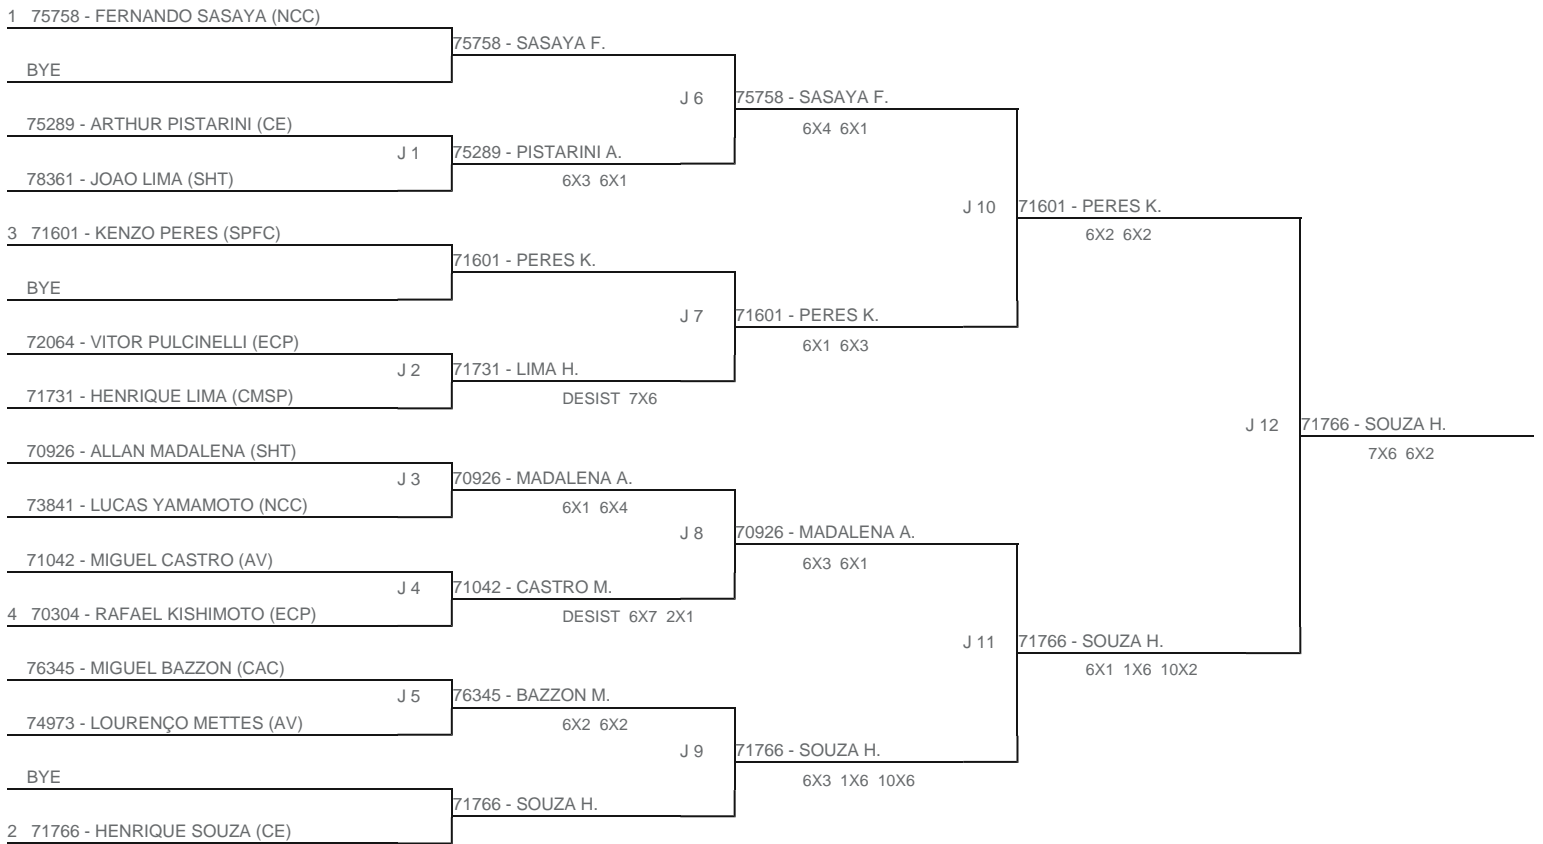 1 75758 - FERNANDO SASAYA (NCC)
BYE
75289 - ARTHUR PISTARINI (CE)
78361 - JOAO LIMA (SHT)
3 71601 - KENZO PERES (SPFC)
BYE
72064 - VITOR PULCINELLI (ECP)
71731 - HENRIQUE LIMA (CMSP)
70926 - ALLAN MADALENA (SHT)
73841 - LUCAS YAMAMOTO (NCC)
71042 - MIGUEL CASTRO (AV)
4 70304 - RAFAEL KISHIMOTO (ECP)
76345 - MIGUEL BAZZON (CAC)
74973 - LOURENÇO METTES (AV)
BYE
2 71766 - HENRIQUE SOUZA (CE)
75758 - SASAYA F.
J 1
75289 - PISTARINI A.
6X3 6X1
71601 - PERES K.
J 2
71731 - LIMA H.
DESIST 7X6
J 3
70926 - MADALENA A.
6X1 6X4
J 4
71042 - CASTRO M.
DESIST 6X7 2X1
J 5
76345 - BAZZON M.
6X2 6X2
71766 - SOUZA H.
J 6
75758 - SASAYA F.
6X4 6X1
J 7
71601 - PERES K.
6X1 6X3
J 8
70926 - MADALENA A.
6X3 6X1
J 9
71766 - SOUZA H.
6X3 1X6 10X6
J 10
71601 - PERES K.
6X2 6X2
J 11
71766 - SOUZA H.
6X1 1X6 10X2
J 12
71766 - SOUZA H.
7X6 6X2